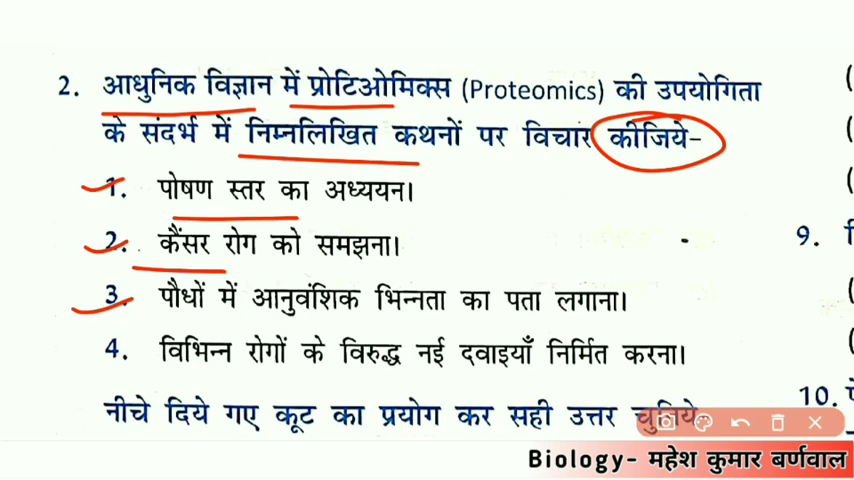 2. आधुनिक विज्ञान में प्रोटिओमिक्स (Proteomics) की उपयोगिता
के संदर्भ में निम्नलिखित कथनों पर विचार कीजिये-
1. पोषण स्तर का अध्ययन।
2. कैंसर रोग को समझना।
3. पौधों में आनुवंशिक भिन्नता का पता लगाना।
4. विभिन्न रोगों के विरुद्ध नई दवाइयाँ निर्मित करना।
नीचे दिये गए कूट का प्रयोग कर सही उत्तर चुनिये
9.
10.
Biology- महेश कुमार बर्णवाल